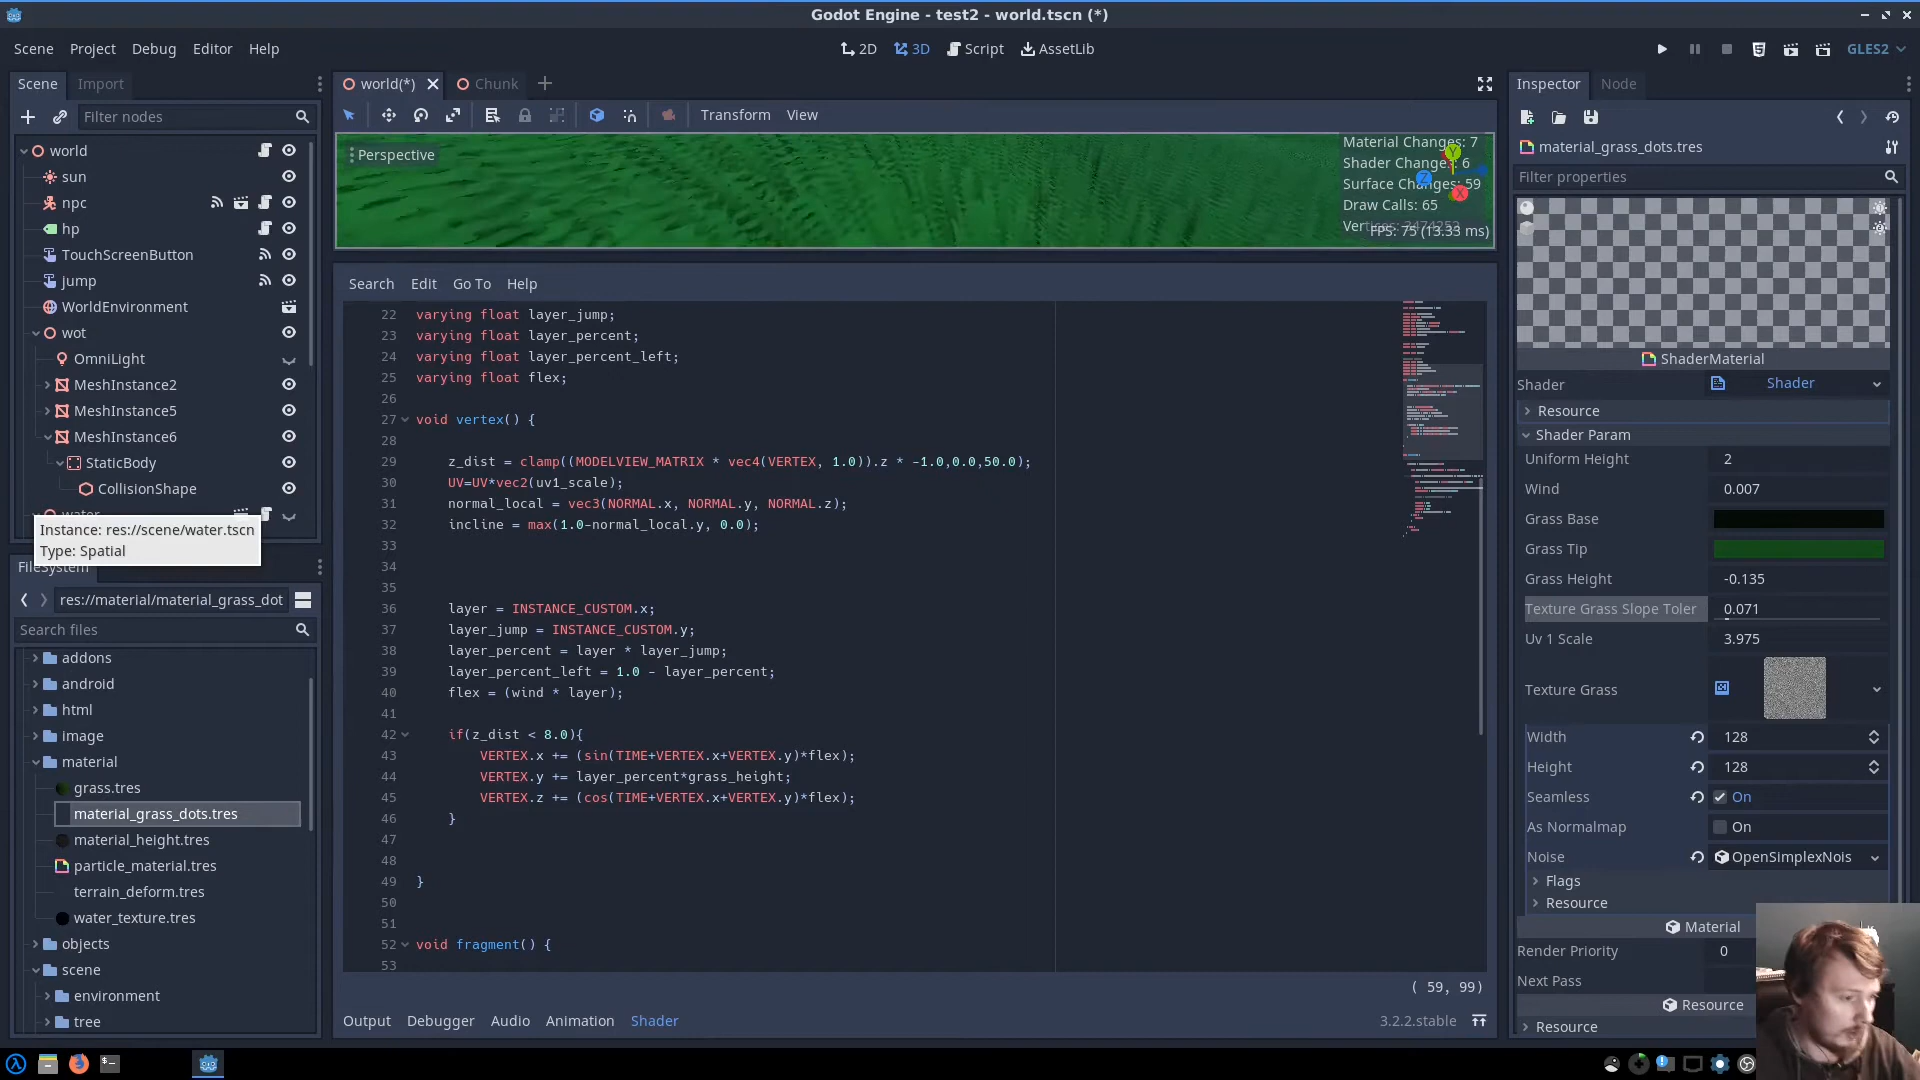 Godot Engine - test2 - world.tscn (*)
Scene Project Debug Editor Help
2D 3D Script AssetLib
GLES2
Scene Import
Filter nodes
world
sun
npc
hp
TouchScreenButton
jump
WorldEnvironment
wot
OmniLight
MeshInstance2
MeshInstance5
MeshInstance6
StaticBody
CollisionShape
water
Instance: res://scene/water.tscn
Type: Spatial
FileSystem
res://material/material_grass_dot
Search files
addons
android
html
image
material
grass.tres
material_grass_dots.tres
material_height.tres
particle_material.tres
terrain_deform.tres
water_texture.tres
objects
scene
environment
tree
world(*) Chunk
Transform View
Perspective
Material Changes: 7
Shader Changes: 6
Surface Changes: 59
Draw Calls: 65
FPS: 75 (13.33 ms)
Y
Z
X
Search Edit Go To Help
22 varying float layer_jump;
23 varying float layer_percent;
24 varying float layer_percent_left;
25 varying float flex;
26
27 void vertex() {
28
29 z_dist = clamp((MODELVIEW_MATRIX * vec4(VERTEX, 1.0)).z * -1.0,0.0,50.0);
30 UV=UV*vec2(uv1_scale);
31 normal_local = vec3(NORMAL.x, NORMAL.y, NORMAL.z);
32 incline = max(1.0-normal_local.y, 0.0);
33
34
35
36 layer = INSTANCE_CUSTOM.x;
37 layer_jump = INSTANCE_CUSTOM.y;
38 layer_percent = layer * layer_jump;
39 layer_percent_left = 1.0 - layer_percent;
40 flex = (wind * layer);
41
42 if(z_dist < 8.0){
43 VERTEX.x += (sin(TIME+VERTEX.x+VERTEX.y)*flex);
44 VERTEX.y += layer_percent*grass_height;
45 VERTEX.z += (cos(TIME+VERTEX.x+VERTEX.y)*flex);
46 }
47
48
49 }
50
51
52 void fragment() {
53
( 59, 99)
Output Debugger Audio Animation Shader
3.2.2.stable
Inspector Node
material_grass_dots.tres
Filter properties
ShaderMaterial
Shader Shader
Resource
Shader Param
Uniform Height 2
Wind 0.007
Grass Base
Grass Tip
Grass Height -0.135
Texture Grass Slope Toler 0.071
Uv 1 Scale 3.975
Texture Grass
Width 128
Height 128
Seamless On
As Normalmap On
Noise OpenSimplexNois
Flags
Resource
Material
Render Priority 0
Next Pass
Resource
Resource